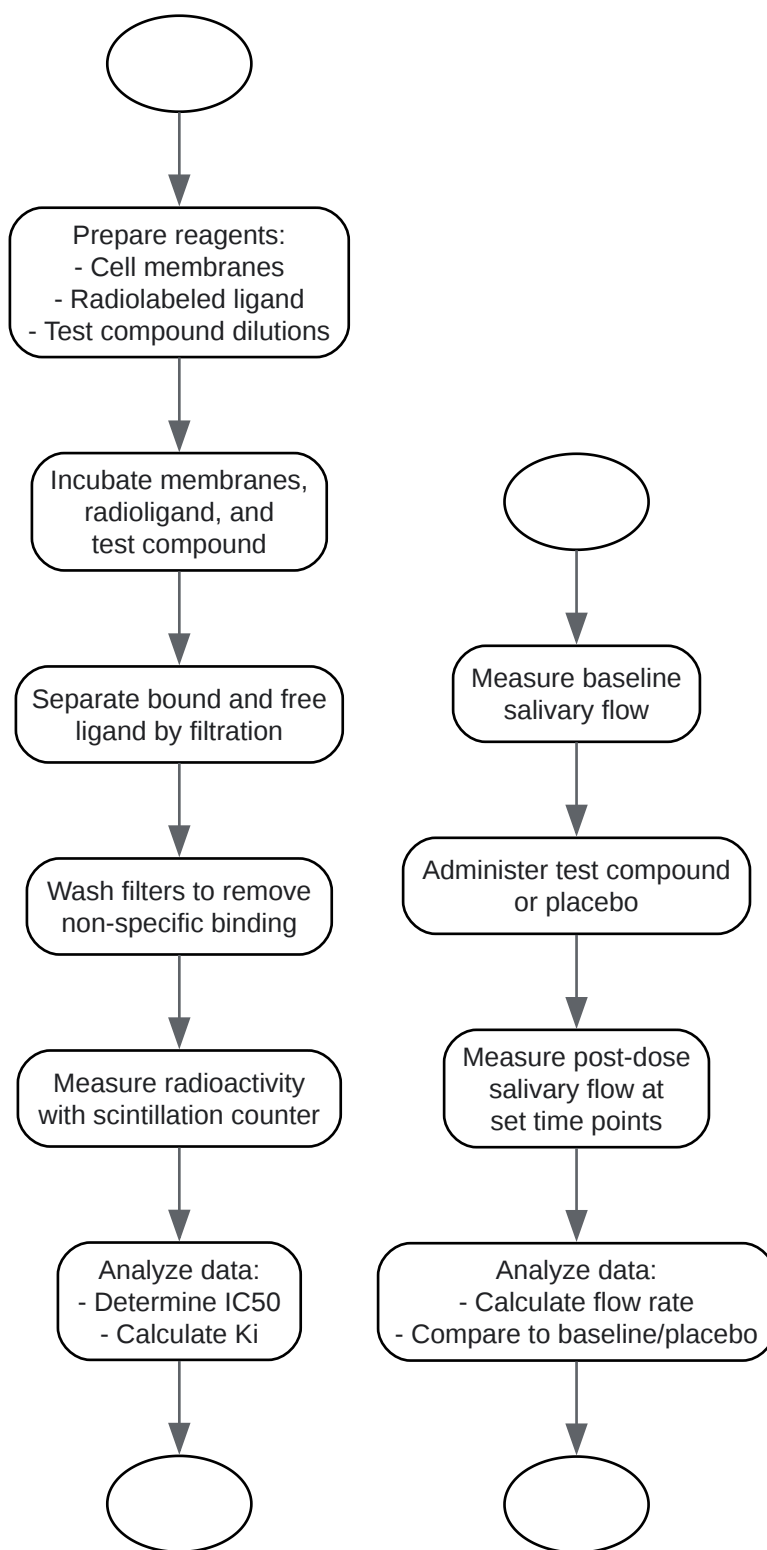 Prepare reagents:
- Cell membranes
- Radiolabeled ligand
- Test compound dilutions
Incubate membranes,
radioligand, and
test compound
Separate bound and free
ligand by filtration
Wash filters to remove
non-specific binding
Measure radioactivity
with scintillation counter
Analyze data:
- Determine IC50
- Calculate Ki
Measure baseline
salivary flow
Administer test compound
or placebo
Measure post-dose
salivary flow at
set time points
Analyze data:
- Calculate flow rate
- Compare to baseline/placebo